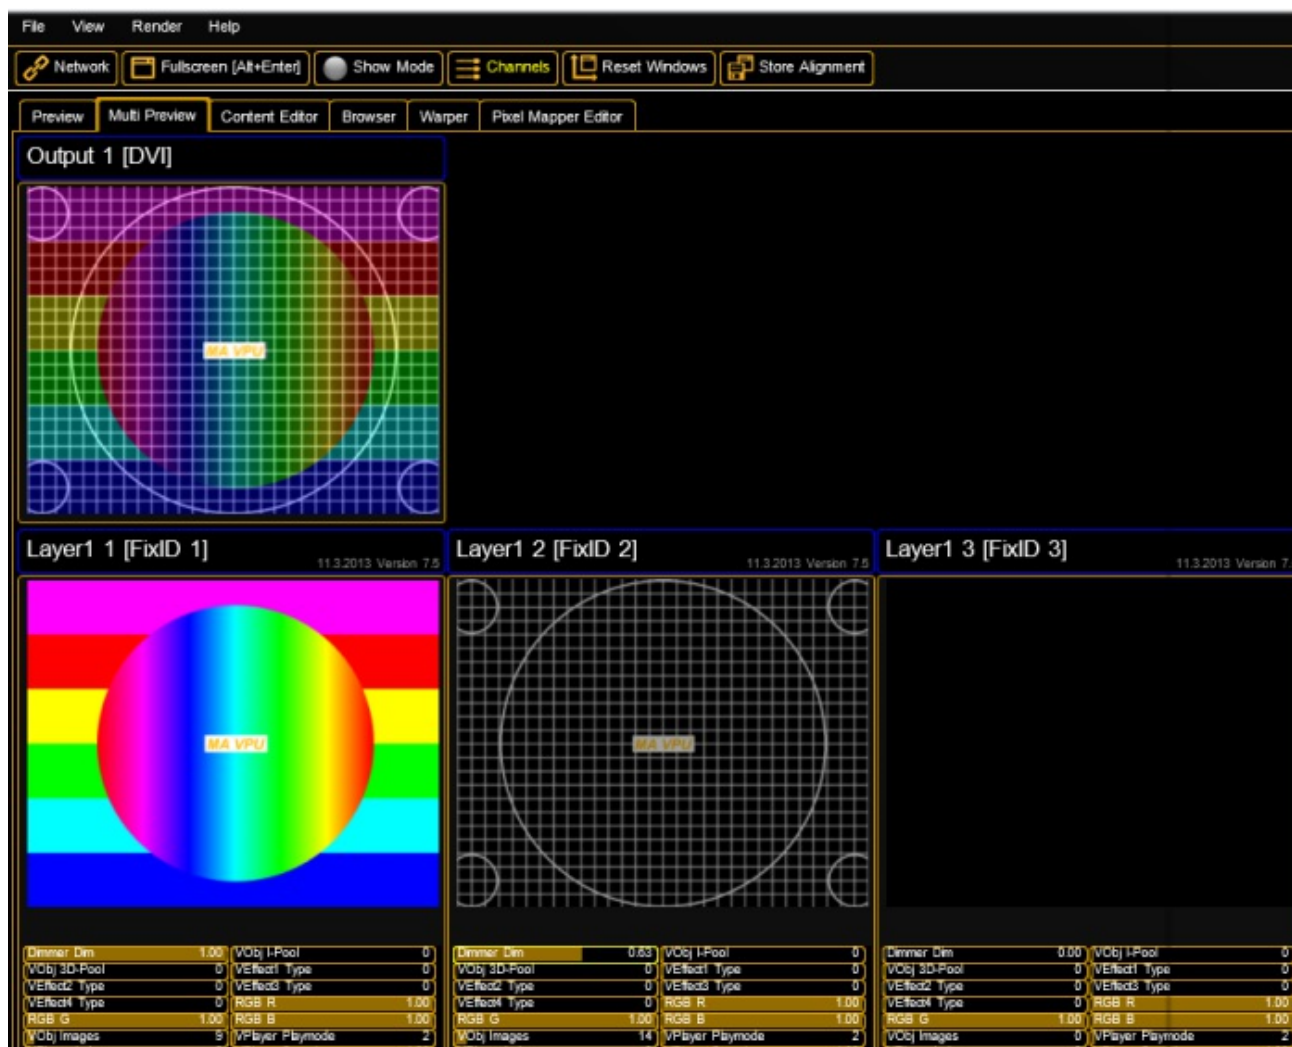 File View Render Help
Network Fullscreen [Alt+Enter] Show Mode Channels Reset Windows Store Alignment
Preview Multi Preview Content Editor Browser Warper Pixel Mapper Editor
Output 1 [DVI]
MA VPU
Layer1 1 [FixID 1] 11.3.2013 Version 7.5 Layer1 2 [FixID 2] 11.3.2013 Version 7.5 Layer1 3 [FixID 3] 11.3.2013 Version 7.
MA VPU MA VPU
Dimmer Dim 1.00 VObj I-Pool 0 Dimmer Dim 0.63 VObj I-Pool 0 Dimmer Dim 0.00 VObj I-Pool 0
VObj 3D-Pool 0 VEffect1 Type 0 VObj 3D-Pool 0 VEffect1 Type 0 VObj 3D-Pool 0 VEffect1 Type 0
VEffect2 Type 0 VEffect3 Type 0 VEffect2 Type 0 VEffect3 Type 0 VEffect2 Type 0 VEffect3 Type 0
VEffect4 Type 0 RGB R 1.00 VEffect4 Type 0 RGB R 1.00 VEffect4 Type 0 RGB R 1.00
RGB G 1.00 RGB B 1.00 RGB G 1.00 RGB B 1.00 RGB G 1.00 RGB B 1.00
VObj Images 9 VPlayer Playmode 2 VObj Images 14 VPlayer Playmode 2 VObj Images 0 VPlayer Playmode 2